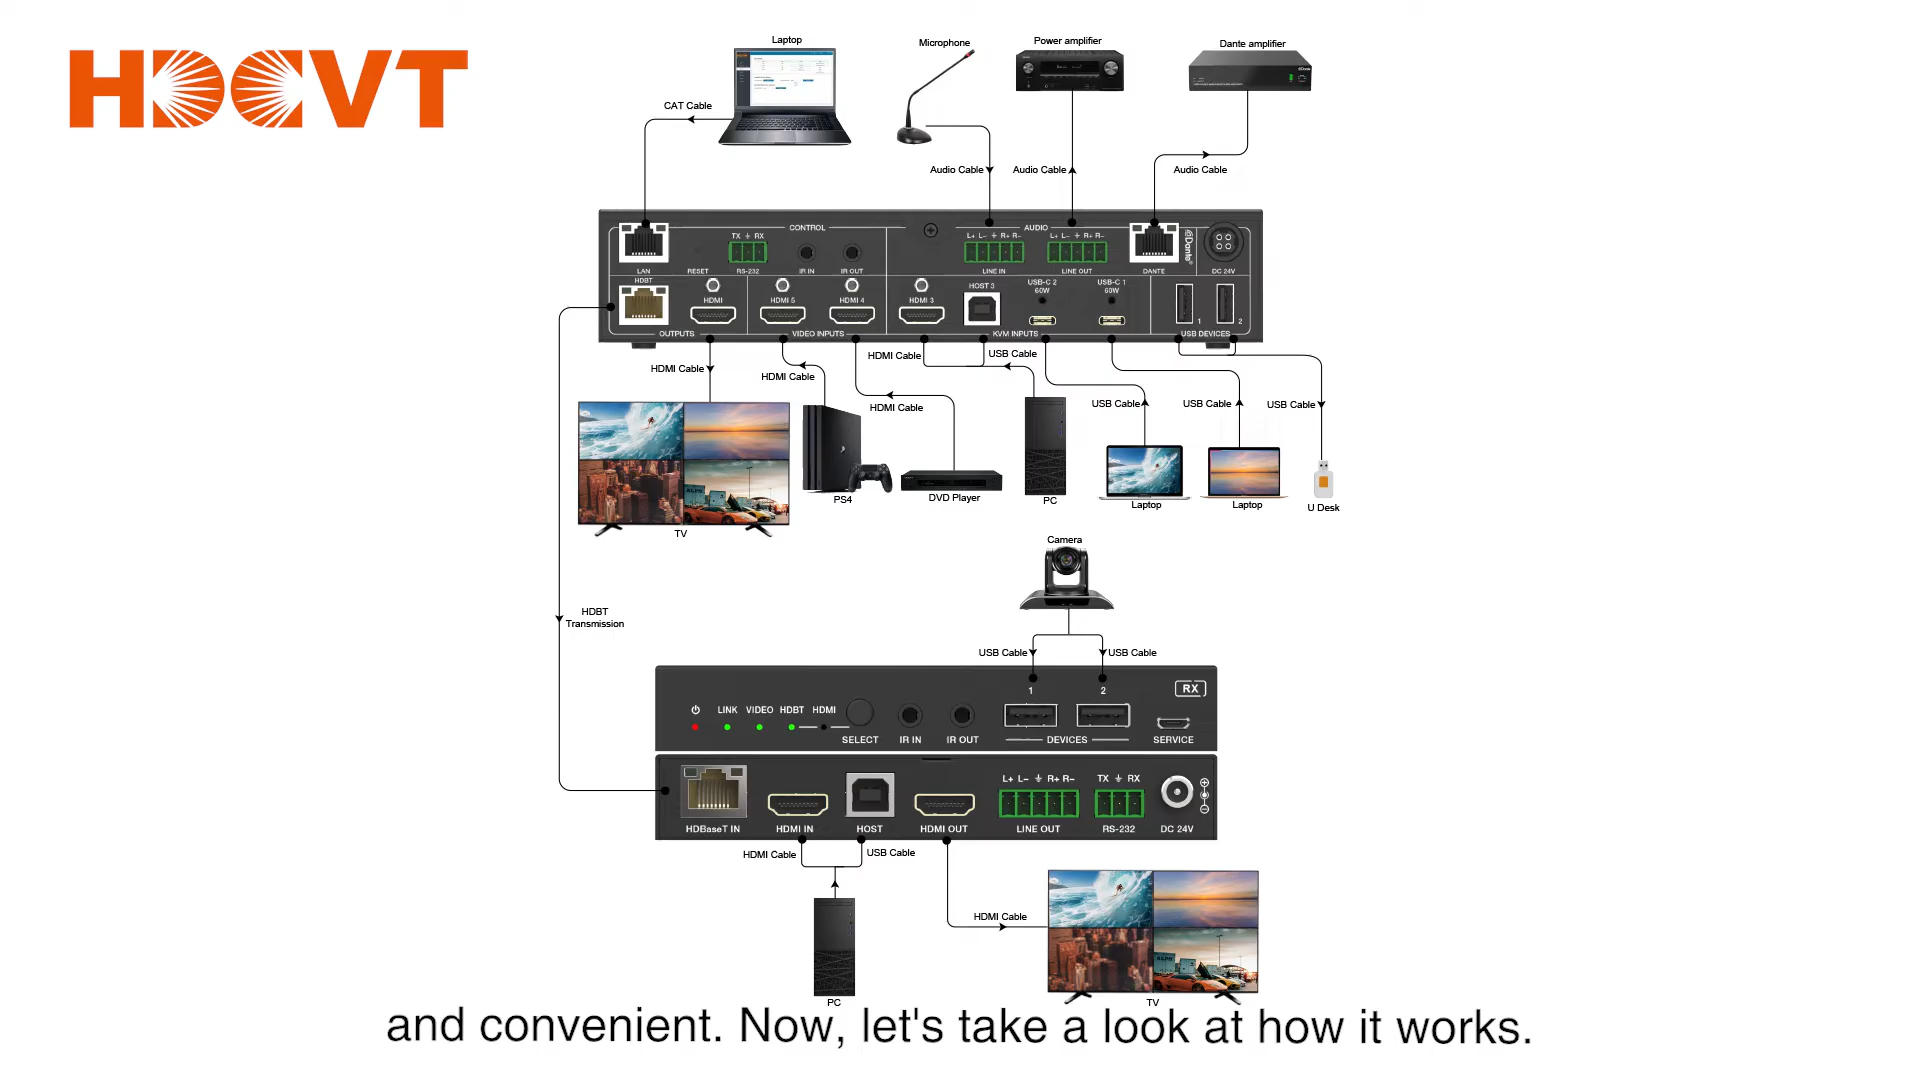 HDCVT
Laptop
Microphone
Power amplifier
Dante amplifier
CAT Cable
Audio Cable
Audio Cable
Audio Cable
CONTROL
AUDIO
TX RX
L+ L- R+ R-
L+ L- R+ R-
Dante
LAN
RESET
RS-232
IR IN
IR OUT
LINE IN
LINE OUT
DANTE
DC 24V
HDBT
HDMI
HDMI 5
HDMI 4
HDMI 3
HOST 3
USB-C 2
60W
USB-C 1
60W
1
2
OUTPUTS
VIDEO INPUTS
KVM INPUTS
USB DEVICES
HDMI Cable
HDMI Cable
HDMI Cable
HDMI Cable
USB Cable
USB Cable
USB Cable
USB Cable
TV
PS4
DVD Player
PC
Laptop
Laptop
U Desk
Camera
HDBT
Transmission
USB Cable
USB Cable
1
2
RX
LINK
VIDEO
HDBT
HDMI
SELECT
IR IN
IR OUT
DEVICES
SERVICE
L+ L- R+ R-
TX RX
HDBaseT IN
HDMI IN
HOST
HDMI OUT
LINE OUT
RS-232
DC 24V
HDMI Cable
USB Cable
HDMI Cable
PC
TV
and convenient. Now, let's take a look at how it works.